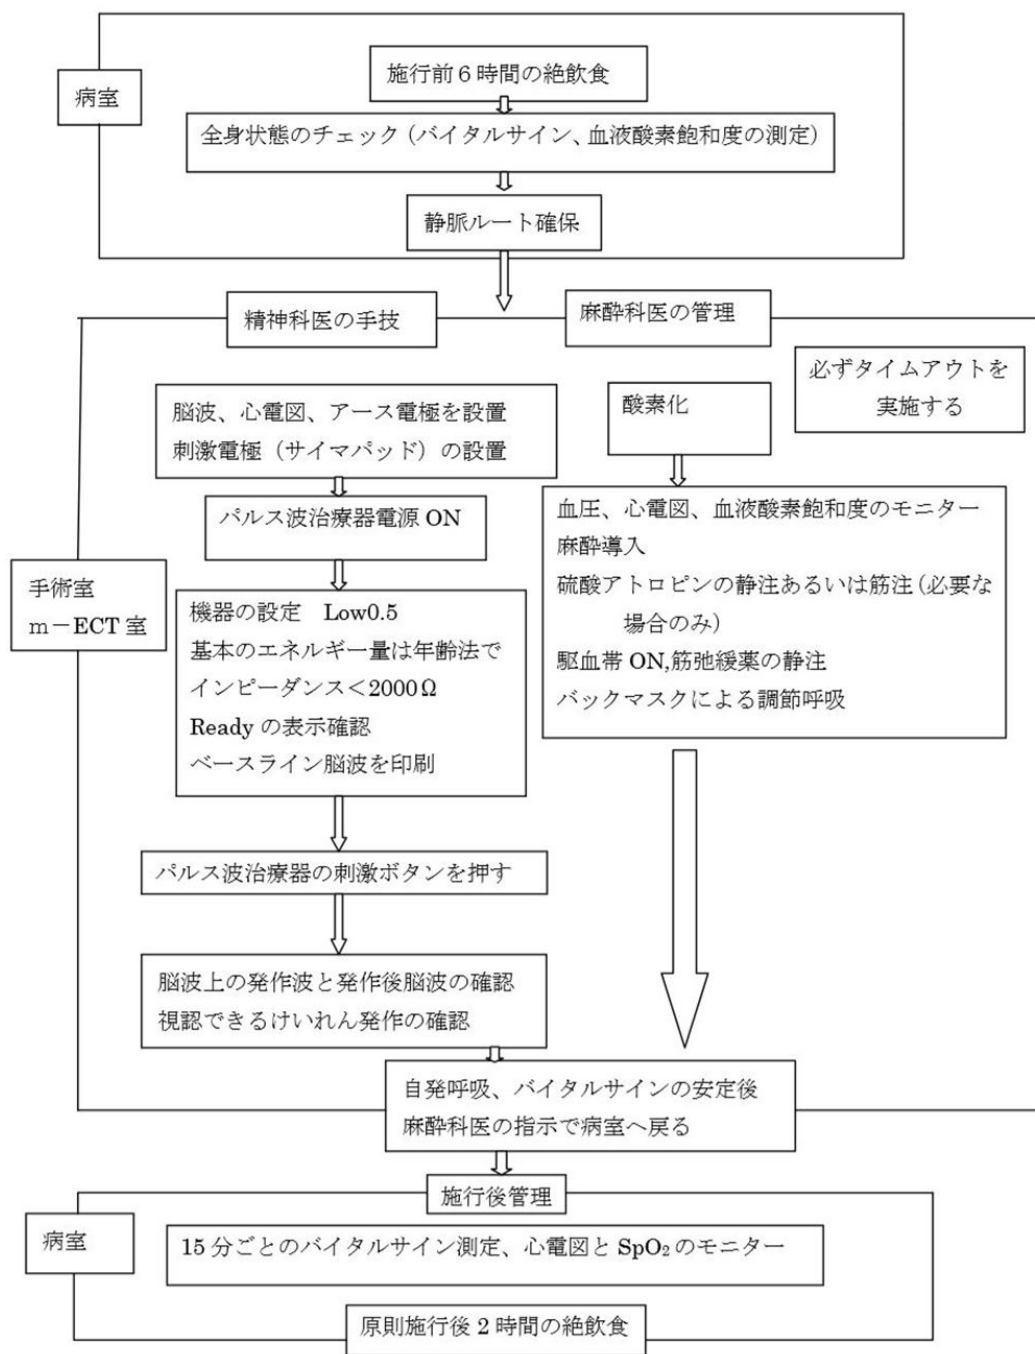 施行前６時間の絶飲食
病室
全身状態のチェック（バイタルサイン、血液酸素飽和度の測定）
静脈ルート確保
精神科医の手技
麻酔科医の管理
必ずタイムアウトを
実施する
脳波、心電図、アース電極を設置
刺激電極（サイマパッド）の設置
酸素化
パルス波治療器電源 ON
血圧、心電図、血液酸素飽和度のモニター
麻酔導入
硫酸アトロピンの静注あるいは筋注（必要な
場合のみ）
駆血帯 ON,筋弛緩薬の静注
バックマスクによる調節呼吸
手術室
ｍ－ECT 室
機器の設定　Low0.5
基本のエネルギー量は年齢法で
インピーダンス＜2000Ω
Ready の表示確認
ベースライン脳波を印刷
パルス波治療器の刺激ボタンを押す
脳波上の発作波と発作後脳波の確認
視認できるけいれん発作の確認
自発呼吸、バイタルサインの安定後
麻酔科医の指示で病室へ戻る
施行後管理
病室
15 分ごとのバイタルサイン測定、心電図と SpO₂ のモニター
原則施行後 2 時間の絶飲食